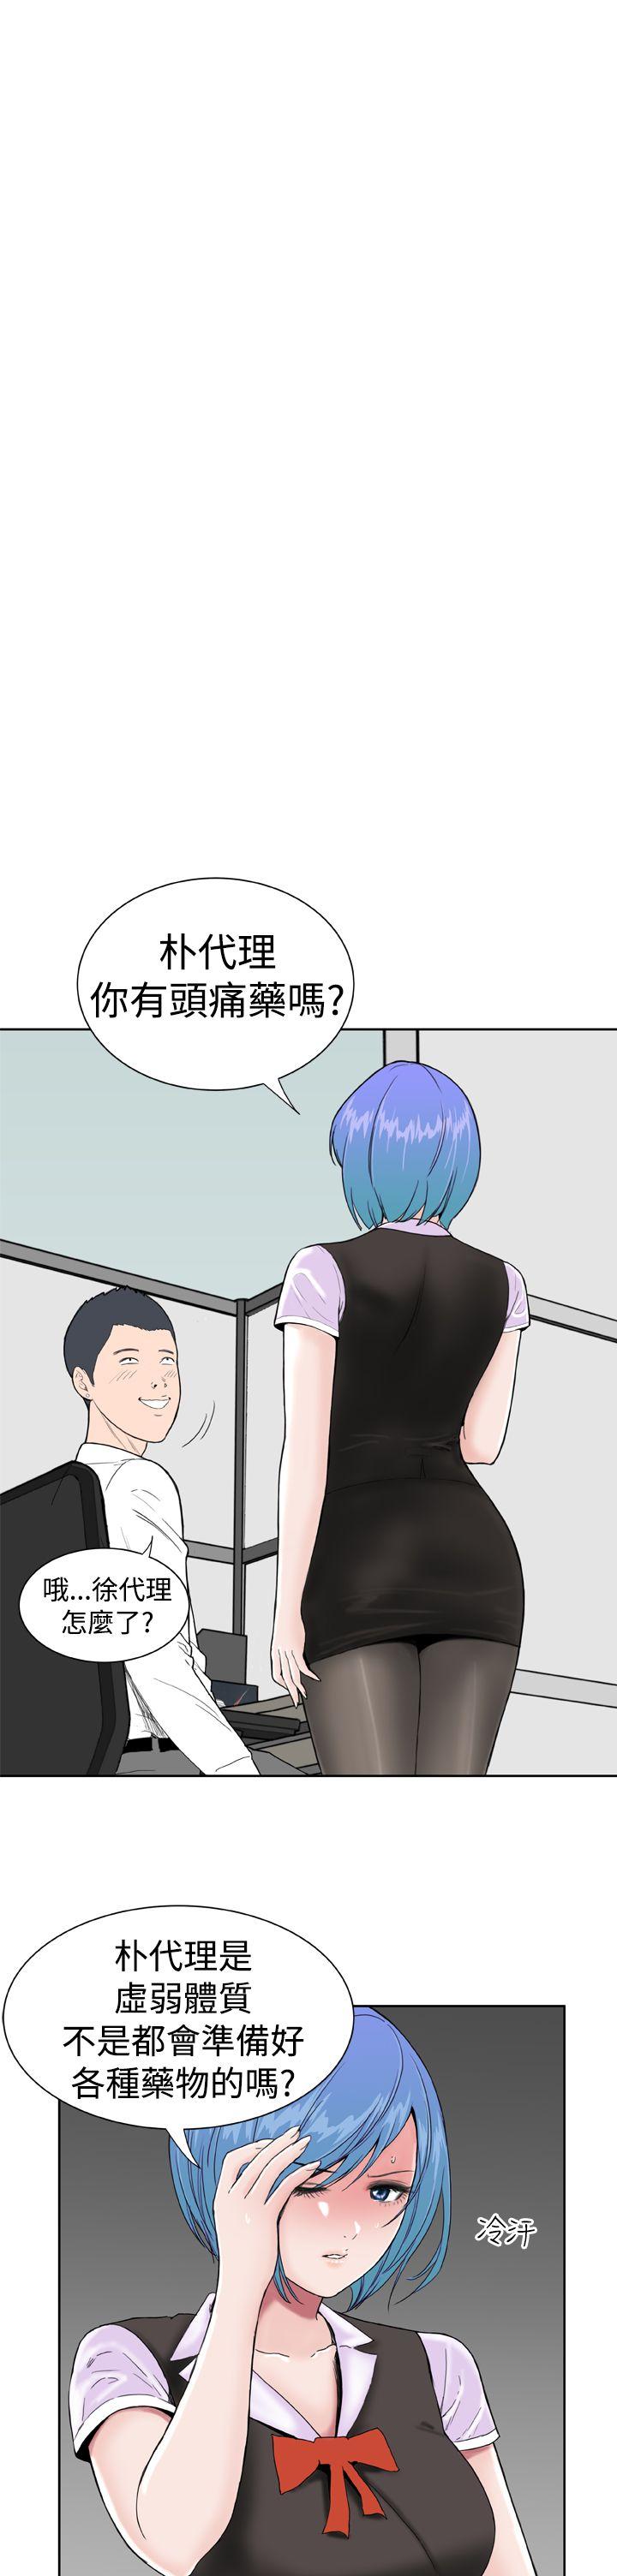 朴代理
你有頭痛藥嗎?
哦...徐代理
怎麼了?
朴代理是
虛弱體質
不是都會準備好
各種藥物的嗎?
冷汗